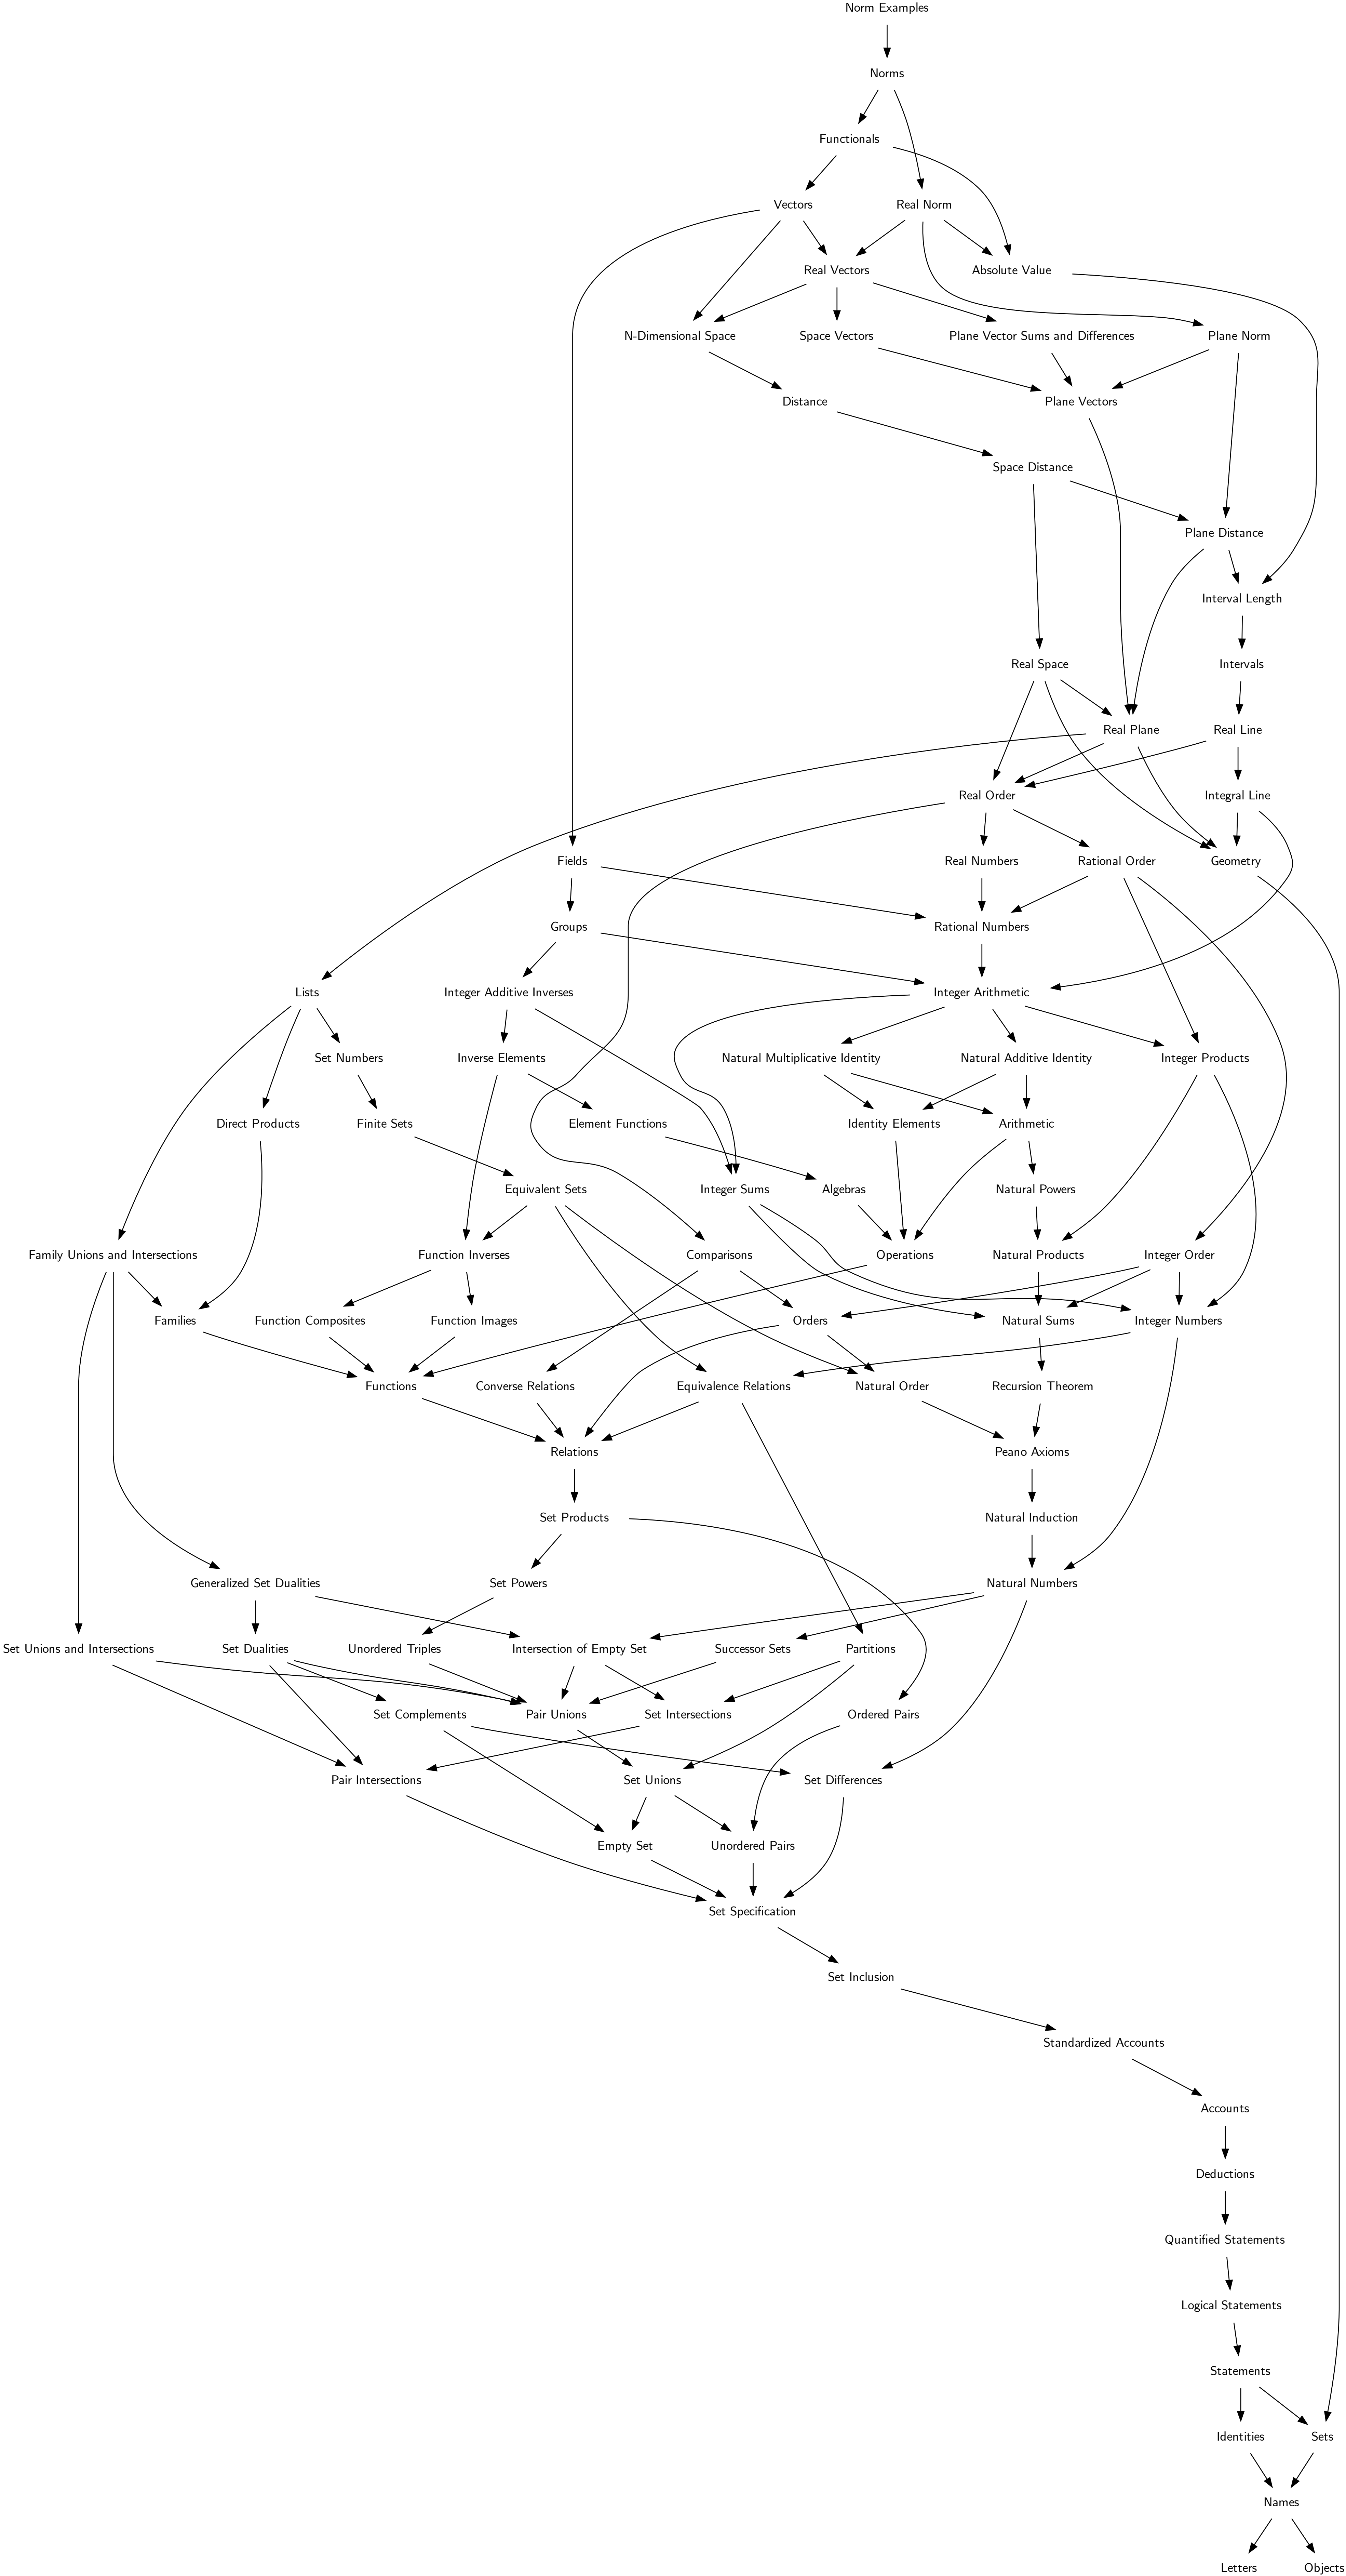 Norm Examples
Norms
Functionals
Vectors
Real Norm
Real Vectors
Absolute Value
N-Dimensional Space
Space Vectors
Plane Vector Sums and Differences
Plane Norm
Distance
Plane Vectors
Space Distance
Plane Distance
Interval Length
Real Space
Intervals
Real Plane
Real Line
Real Order
Integral Line
Fields
Real Numbers
Rational Order
Geometry
Groups
Rational Numbers
Lists
Integer Additive Inverses
Integer Arithmetic
Set Numbers
Inverse Elements
Natural Multiplicative Identity
Natural Additive Identity
Integer Products
Direct Products
Finite Sets
Element Functions
Identity Elements
Arithmetic
Equivalent Sets
Integer Sums
Algebras
Natural Powers
Family Unions and Intersections
Function Inverses
Comparisons
Operations
Natural Products
Integer Order
Families
Function Composites
Function Images
Orders
Natural Sums
Integer Numbers
Functions
Converse Relations
Equivalence Relations
Natural Order
Recursion Theorem
Relations
Peano Axioms
Set Products
Natural Induction
Generalized Set Dualities
Set Powers
Natural Numbers
Set Unions and Intersections
Set Dualities
Unordered Triples
Intersection of Empty Set
Successor Sets
Partitions
Set Complements
Pair Unions
Set Intersections
Ordered Pairs
Pair Intersections
Set Unions
Set Differences
Empty Set
Unordered Pairs
Set Specification
Set Inclusion
Standardized Accounts
Accounts
Deductions
Quantified Statements
Logical Statements
Statements
Identities
Sets
Names
Letters
Objects